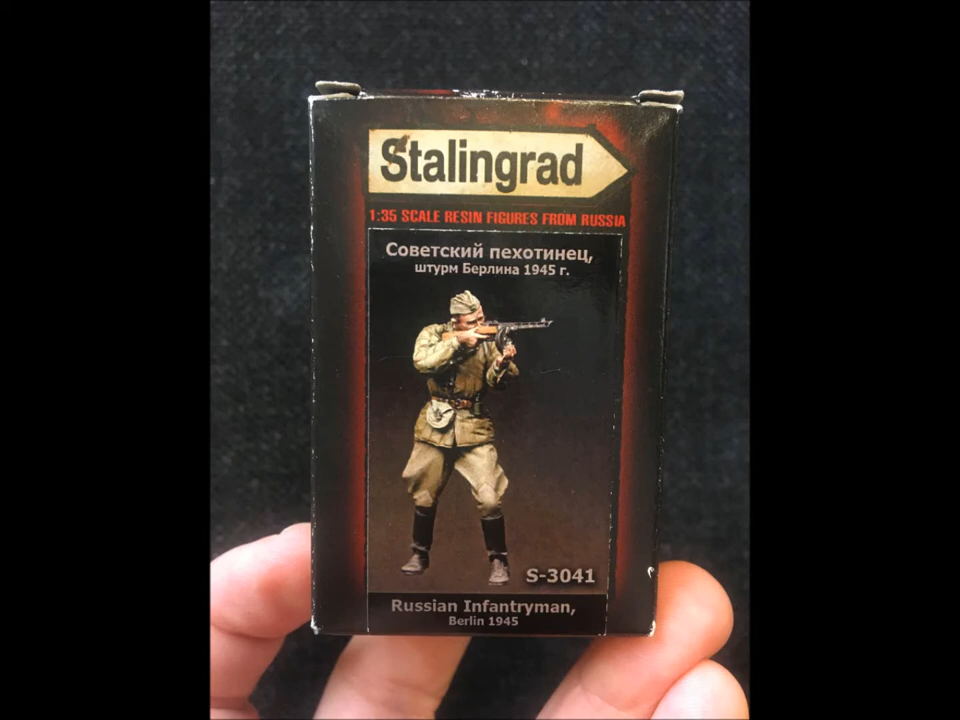 Stalingrad
1:35 SCALE RESIN FIGURES FROM RUSSIA
Советский пехотинец,
штурм Берлина 1945 г.
S-3041
Russian Infantryman,
Berlin 1945